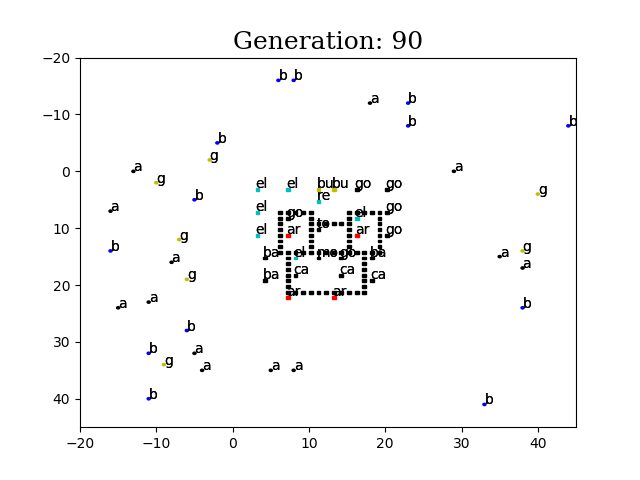 Generation: 90
−20
b b
a b
−10
b b
b
g
0 a a
g
el el bu bu go go
g
re
b
a el go el go
te
10 el ar ar go
g
b ba el go ba
a a g
a
ba ca ca ca
g
20
ar ar
a a b
b
30
b a
g a a a
40 b b
−20 −10 0 10 20 30 40